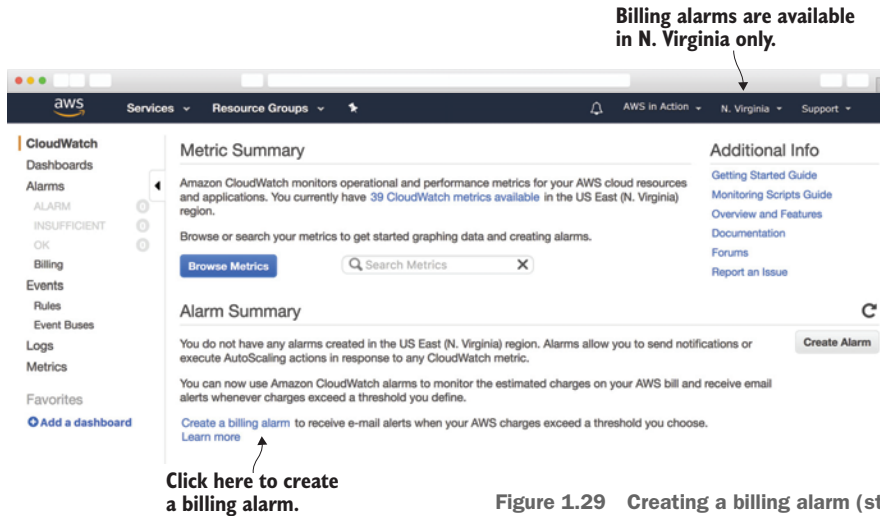 Billing alarms are available
in N. Virginia only.
aws Services Resource Groups AWS in Action N. Virginia Support
CloudWatch
Dashboards
Alarms
ALARM 0
INSUFFICIENT 0
OK 0
Billing
Events
Rules
Event Buses
Logs
Metrics
Favorites
Add a dashboard
Metric Summary
Amazon CloudWatch monitors operational and performance metrics for your AWS cloud resources
and applications. You currently have 39 CloudWatch metrics available in the US East (N. Virginia)
region.
Browse or search your metrics to get started graphing data and creating alarms.
Browse Metrics Search Metrics
Alarm Summary
Create Alarm
You do not have any alarms created in the US East (N. Virginia) region. Alarms allow you to send notifications or
execute AutoScaling actions in response to any CloudWatch metric.
You can now use Amazon CloudWatch alarms to monitor the estimated charges on your AWS bill and receive email
alerts whenever charges exceed a threshold you define.
Create a billing alarm to receive e-mail alerts when your AWS charges exceed a threshold you choose.
Learn more
Additional Info
Getting Started Guide
Monitoring Scripts Guide
Overview and Features
Documentation
Forums
Report an Issue
Click here to create
a billing alarm.
Figure 1.29 Creating a billing alarm (st